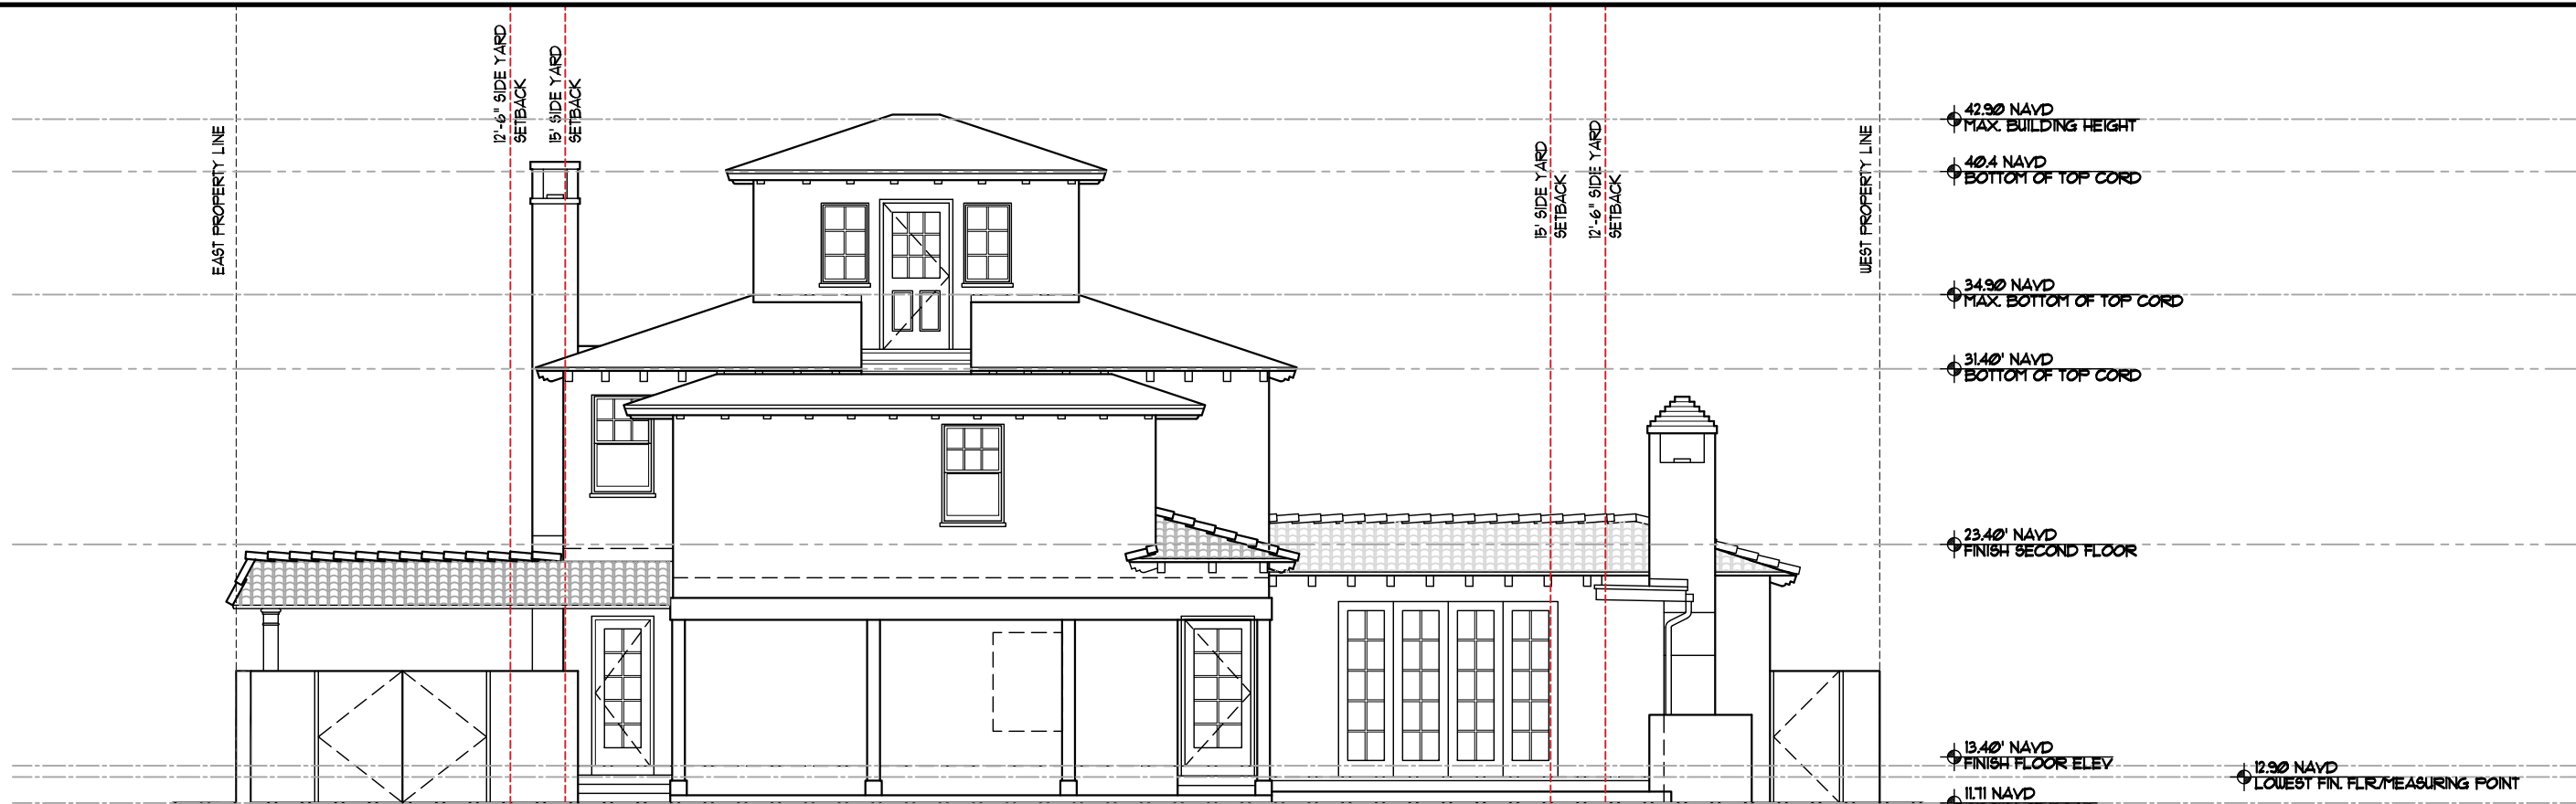 EAST PROPERTY LINE
12'-6" SIDE YARD
SETBACK
15' SIDE YARD
SETBACK
15' SIDE YARD
SETBACK
12'-6" SIDE YARD
SETBACK
WEST PROPERTY LINE
42.90 NAVD
MAX. BUILDING HEIGHT
40.4 NAVD
BOTTOM OF TOP CORD
34.90 NAVD
MAX. BOTTOM OF TOP CORD
31.40' NAVD
BOTTOM OF TOP CORD
23.40' NAVD
FINISH SECOND FLOOR
13.40' NAVD
FINISH FLOOR ELEV
12.90 NAVD
LOWEST FIN. FLR/MEASURING POINT
11.71 NAVD